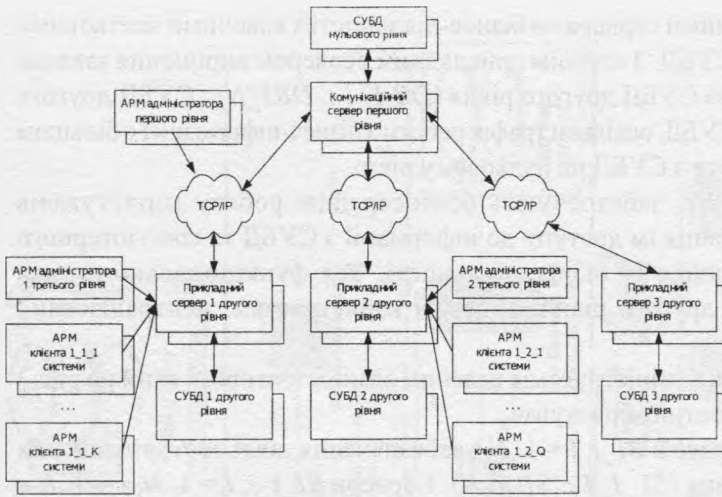 СУБД
нульового рівня
АРМ адміністратора
першого рівня
Комунікаційний
сервер першого
рівня
TCP/IP
TCP/IP
TCP/IP
АРМ адміністратора
1 третього рівня
Прикладний
сервер 1 другого
рівня
Прикладний
сервер 2 другого
рівня
АРМ адміністратора
2 третього рівня
Прикладний
сервер 3 другого
рівня
АРМ
клієнта 1_1_1
системи
...
АРМ
клієнта 1_1_K
системи
СУБД 1 другого
рівня
СУБД 2 другого
рівня
АРМ
клієнта 1_2_1
системи
...
АРМ
клієнта 1_2_Q
системи
СУБД 3 другого
рівня